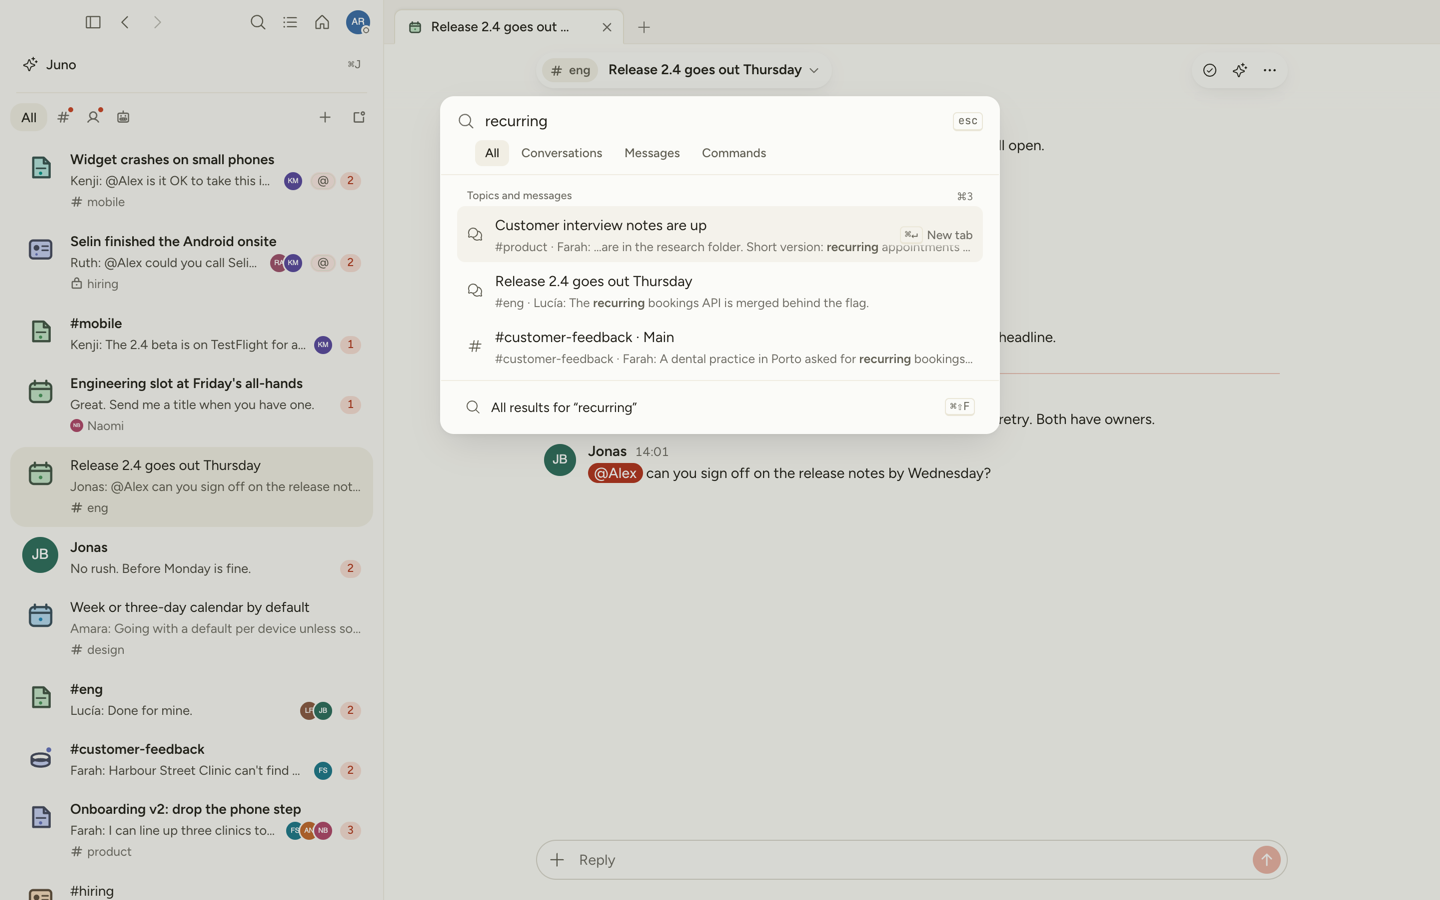 AR
Juno
⌘J
All
Widget crashes on small phones
Kenji: @Alex is it OK to take this i...
KM
@
2
# mobile
Selin finished the Android onsite
Ruth: @Alex could you call Seli...
KM
@
2
hiring
#mobile
Kenji: The 2.4 beta is on TestFlight for a...
KM
1
Engineering slot at Friday's all-hands
Great. Send me a title when you have one.
1
NB
Naomi
Release 2.4 goes out Thursday
Jonas: @Alex can you sign off on the release not...
# eng
JB
Jonas
No rush. Before Monday is fine.
2
Week or three-day calendar by default
Amara: Going with a default per device unless so...
# design
#eng
Lucía: Done for mine.
JB
2
#customer-feedback
Farah: Harbour Street Clinic can't find ...
FS
2
Onboarding v2: drop the phone step
Farah: I can line up three clinics to...
NB
3
# product
#hiring
Release 2.4 goes out ...
# eng
Release 2.4 goes out Thursday
recurring
esc
All
Conversations
Messages
Commands
Topics and messages
⌘3
Customer interview notes are up
#product · Farah: ...are in the research folder. Short version: recurring appointments ...
⌘↵ New tab
Release 2.4 goes out Thursday
#eng · Lucía: The recurring bookings API is merged behind the flag.
#customer-feedback · Main
#customer-feedback · Farah: A dental practice in Porto asked for recurring bookings...
All results for “recurring”
⌘⇧F
open.
headline.
retry. Both have owners.
JB
Jonas 14:01
@Alex can you sign off on the release notes by Wednesday?
Reply